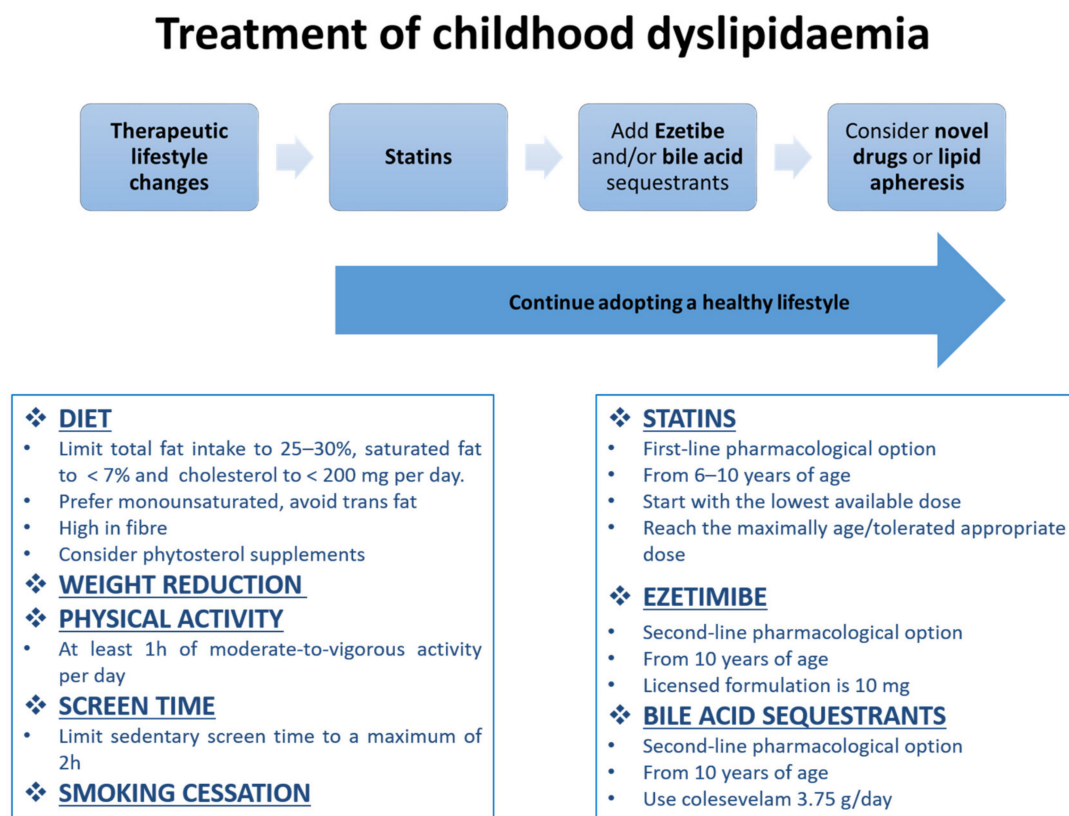 Treatment of childhood dyslipidaemia
Therapeutic
lifestyle
changes
Statins
Add Ezetibe
and/or bile acid
sequestrants
Consider novel
drugs or lipid
apheresis
Continue adopting a healthy lifestyle
❖ DIET
• Limit total fat intake to 25–30%, saturated fat
to < 7% and cholesterol to < 200 mg per day.
• Prefer monounsaturated, avoid trans fat
• High in fibre
• Consider phytosterol supplements
❖ WEIGHT REDUCTION
❖ PHYSICAL ACTIVITY
• At least 1h of moderate-to-vigorous activity
per day
❖ SCREEN TIME
• Limit sedentary screen time to a maximum of
2h
❖ SMOKING CESSATION
❖ STATINS
• First-line pharmacological option
• From 6–10 years of age
• Start with the lowest available dose
• Reach the maximally age/tolerated appropriate
dose
❖ EZETIMIBE
• Second-line pharmacological option
• From 10 years of age
• Licensed formulation is 10 mg
❖ BILE ACID SEQUESTRANTS
• Second-line pharmacological option
• From 10 years of age
• Use colesevelam 3.75 g/day